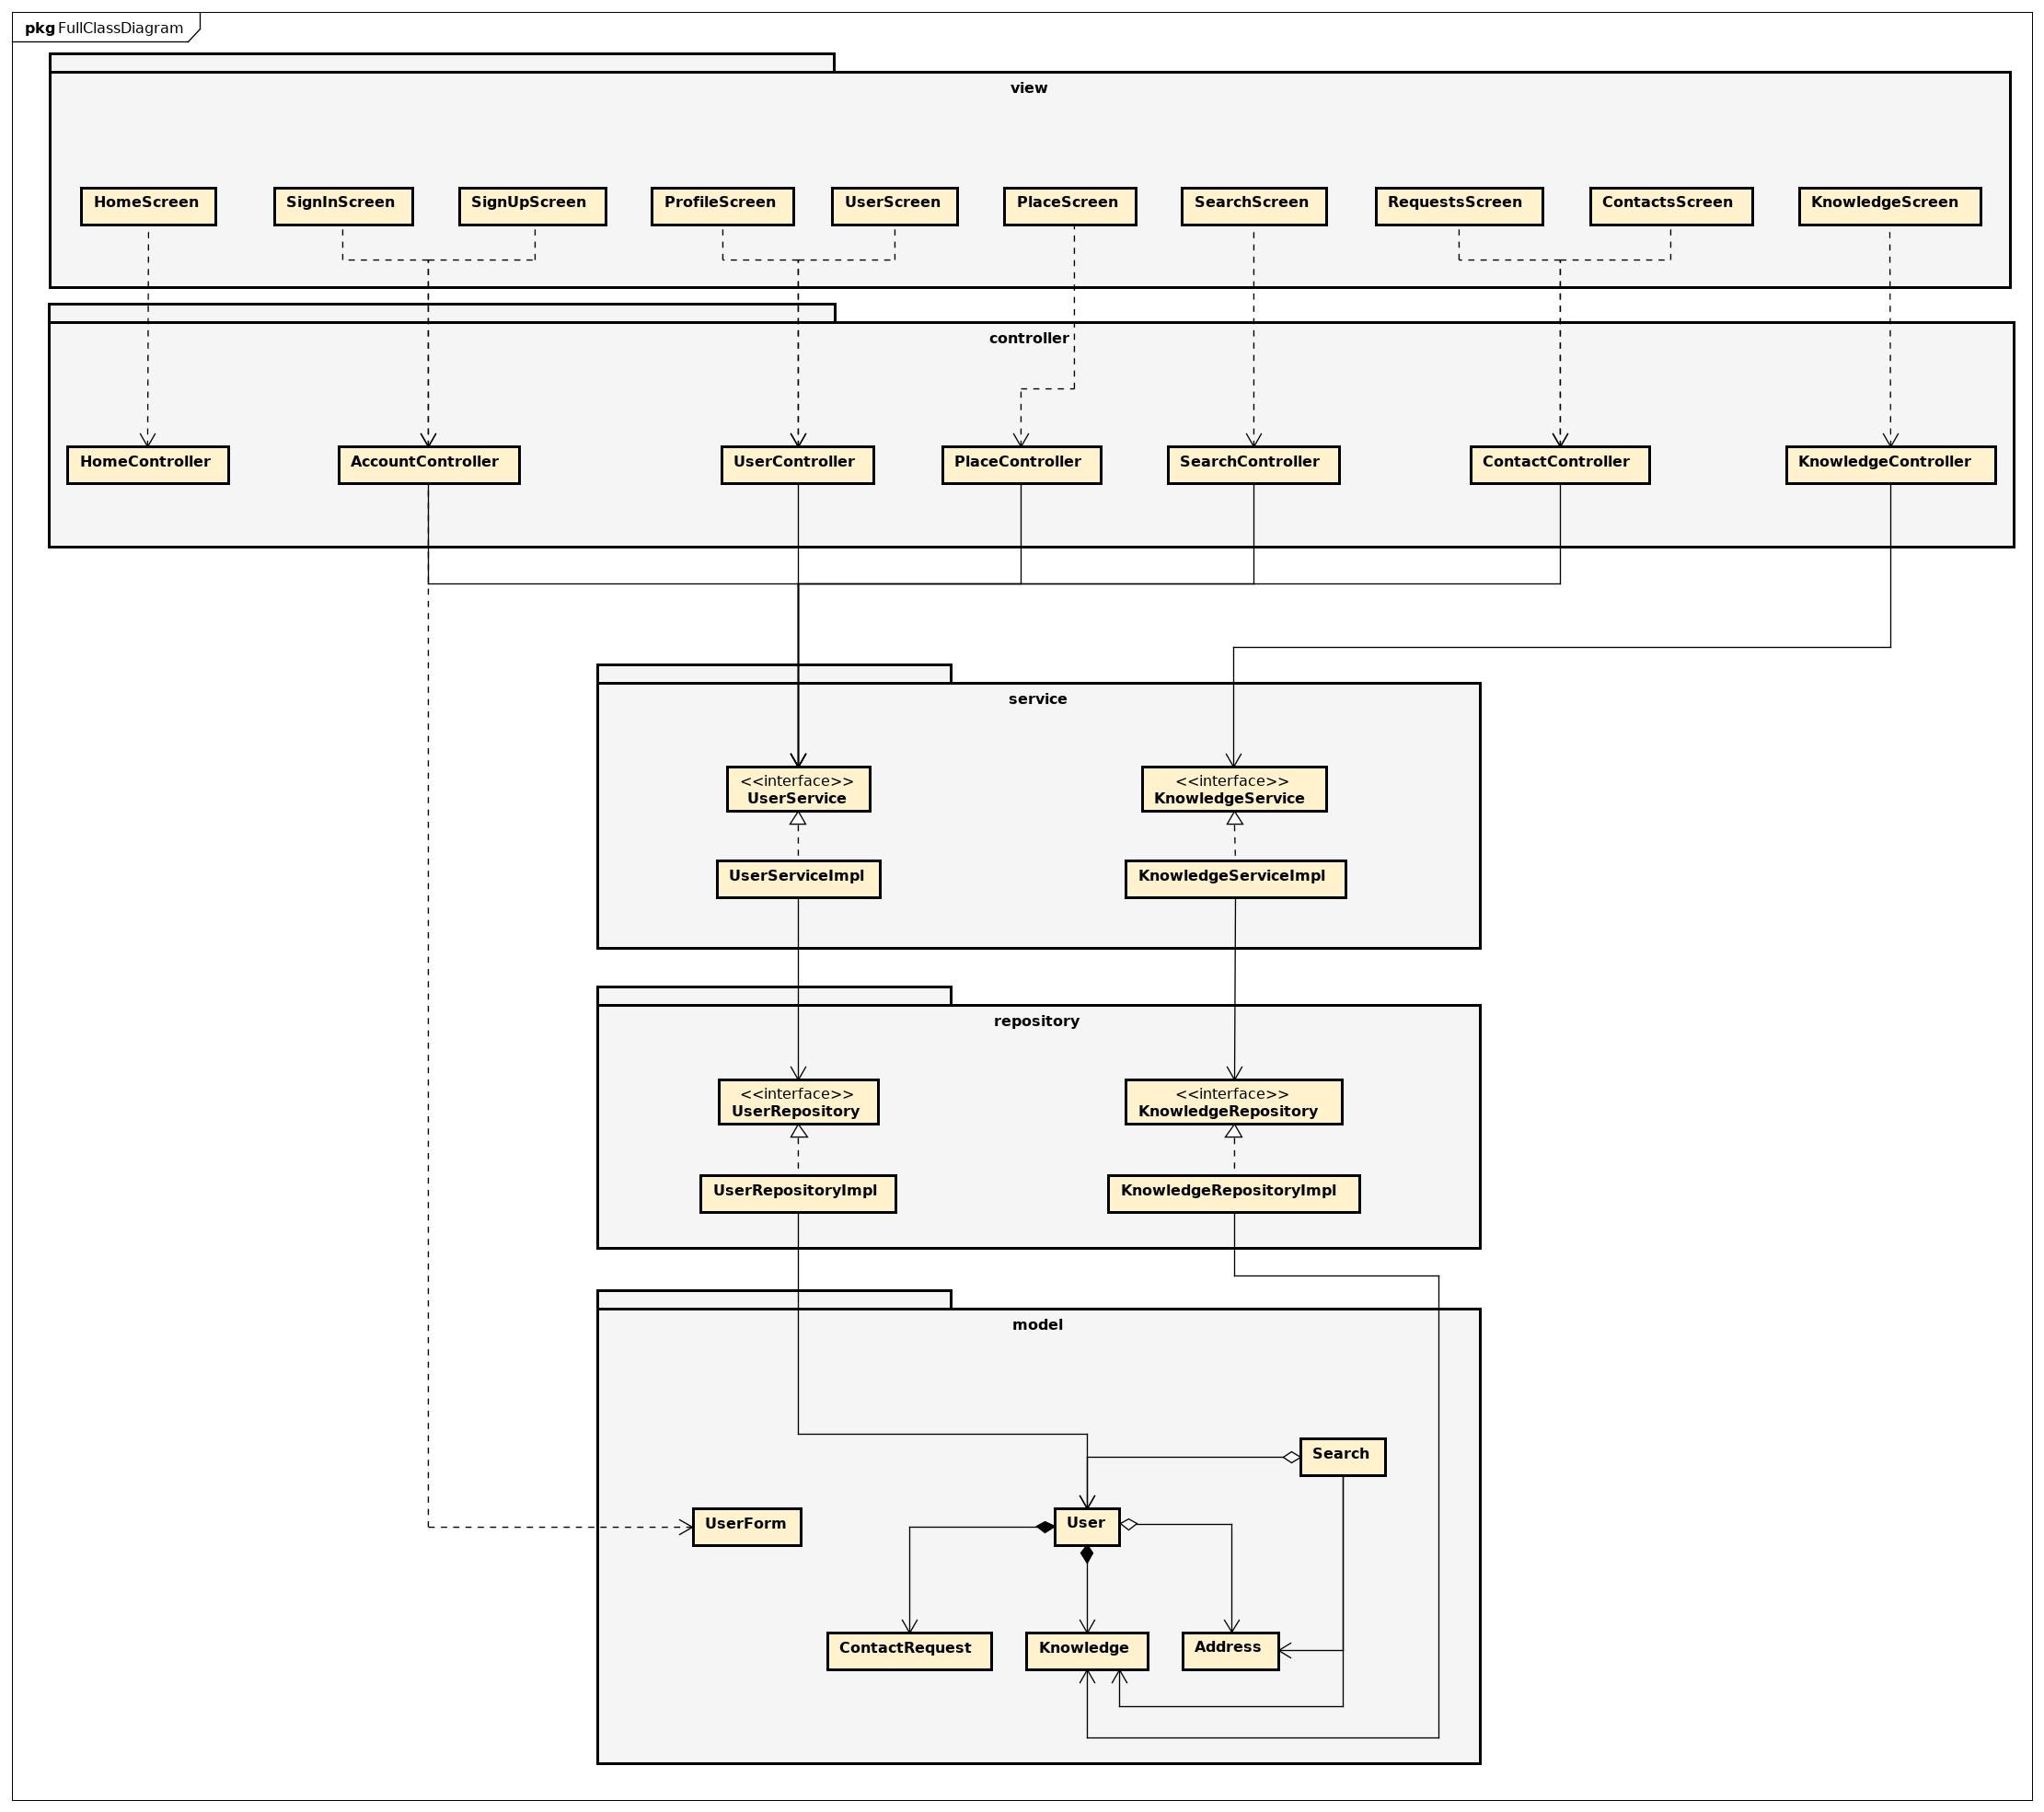 pkg FullClassDiagram
view
HomeScreen
SignInScreen
SignUpScreen
ProfileScreen
UserScreen
PlaceScreen
SearchScreen
RequestsScreen
ContactsScreen
KnowledgeScreen
controller
HomeController
AccountController
UserController
PlaceController
SearchController
ContactController
KnowledgeController
service
<<interface>>
UserService
<<interface>>
KnowledgeService
UserServiceImpl
KnowledgeServiceImpl
repository
<<interface>>
UserRepository
<<interface>>
KnowledgeRepository
UserRepositoryImpl
KnowledgeRepositoryImpl
model
Search
UserForm
User
ContactRequest
Knowledge
Address